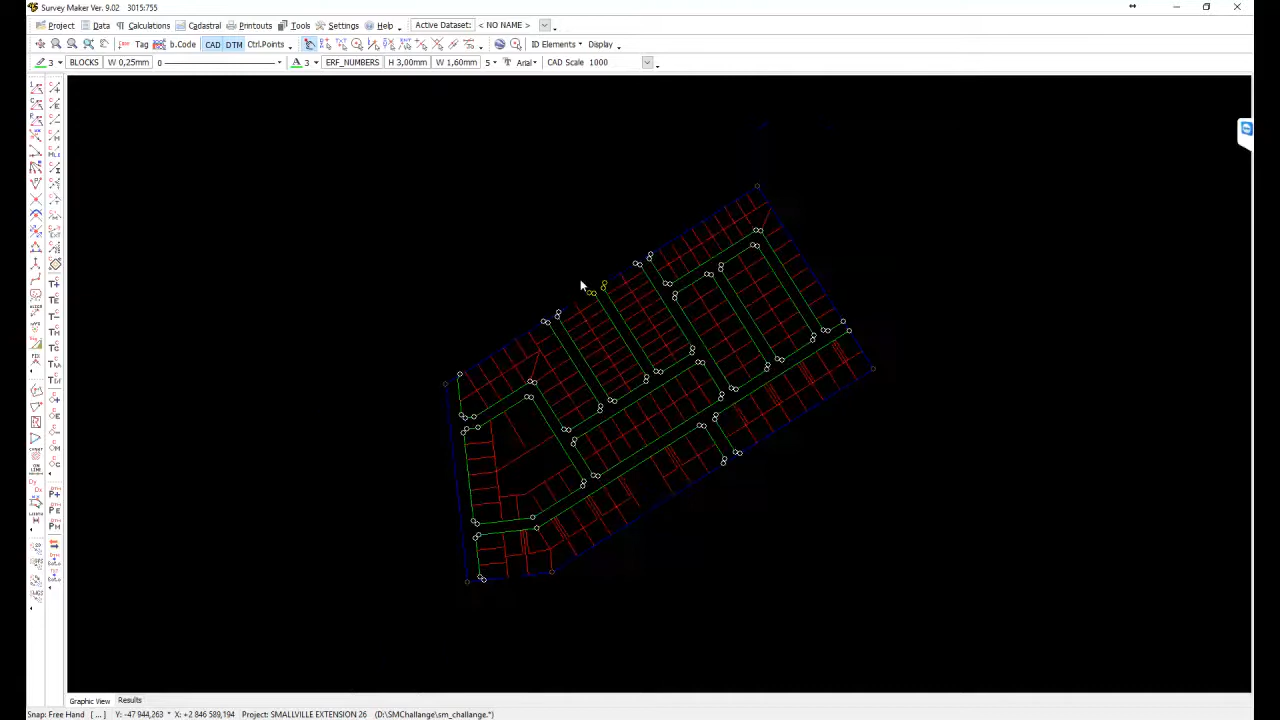 Survey Maker Ver. 9.02   3015:755
Project Data Calculations Cadastral Printouts Tools Settings Help Active Dataset: < NO NAME >
Tag b.Code CAD DTM Ctrl.Points ID Elements Display
3 BLOCKS W 0,25mm 0 A 3 ERF_NUMBERS H 3,00mm W 1,60mm 5 Arial CAD Scale 1000
Graphic View Results
Snap: Free Hand [ ... ] Y: -47 944,263 * X: +2 846 589,194 Project: SMALLVILLE EXTENSION 26 (D:\SMChallange\sm_challange.*)